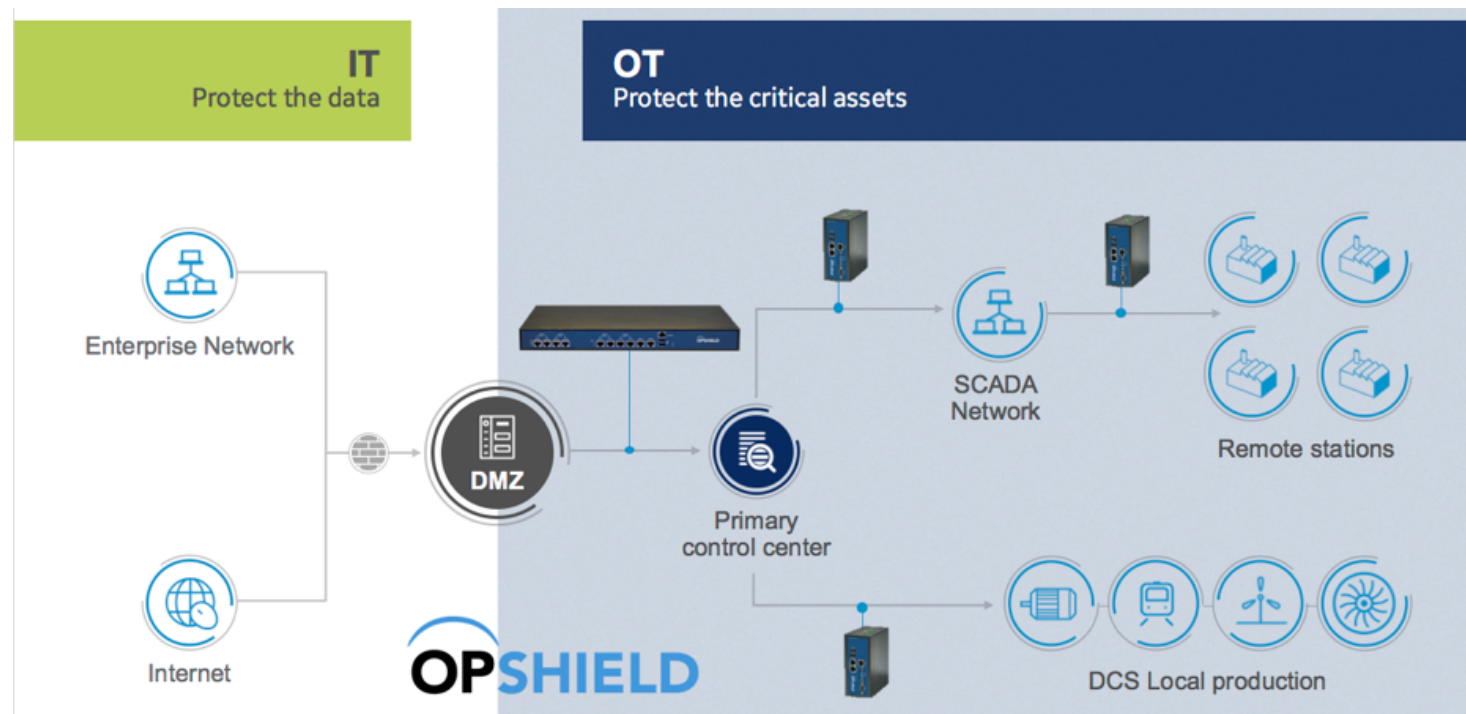 IT
Protect the data
OT
Protect the critical assets
Enterprise Network
OPSHIELD
DMZ
Primary
control center
SCADA
Network
Remote stations
Internet
OPSHIELD
DCS Local production